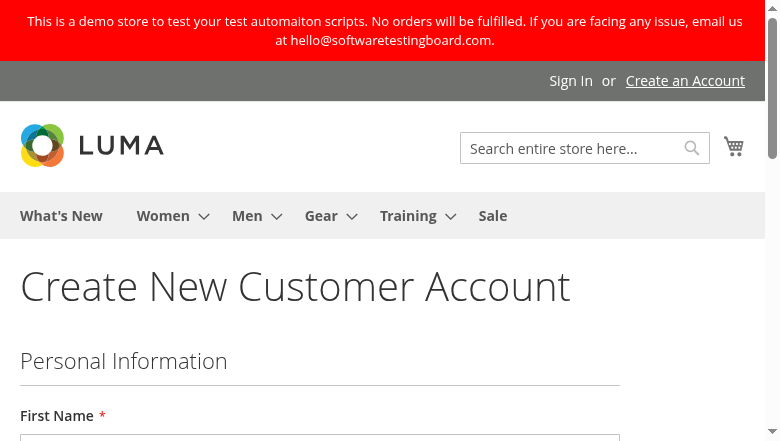 This is a demo store to test your test automaiton scripts. No orders will be fulfilled. If you are facing any issue, email us
at hello@softwaretestingboard.com.
Sign In or Create an Account
LUMA
Search entire store here...
What's New Women Men Gear Training Sale
Create New Customer Account
Personal Information
First Name *